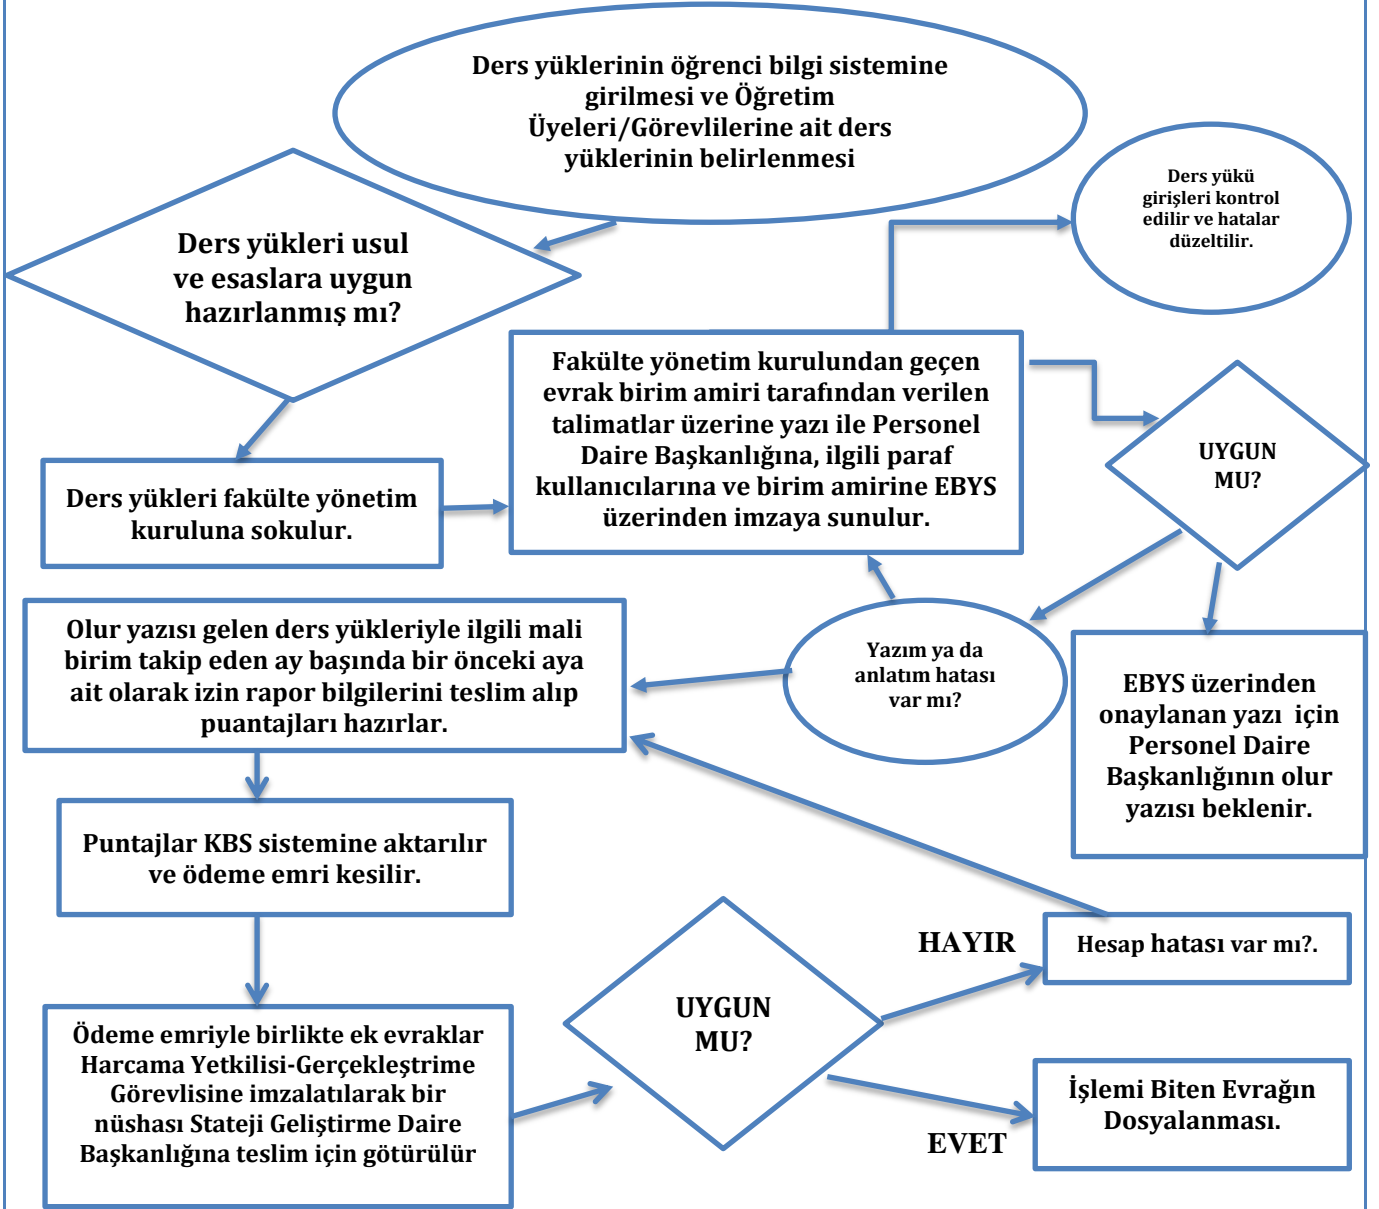 Ders yüklerinin öğrenci bilgi sistemine
girilmesi ve Öğretim
Üyeleri/Görevlilerine ait ders
yüklerinin belirlenmesi
Ders yükü
girişleri kontrol
edilir ve hatalar
düzeltilir.
Ders yükleri usul
ve esaslara uygun
hazırlanmış mı?
Fakülte yönetim kurulundan geçen
evrak birim amiri tarafından verilen
talimatlar üzerine yazı ile Personel
Daire Başkanlığına, ilgili paraf
kullanıcılarına ve birim amirine EBYS
üzerinden imzaya sunulur.
UYGUN
MU?
Ders yükleri fakülte yönetim
kuruluna sokulur.
Olur yazısı gelen ders yükleriyle ilgili mali
birim takip eden ay başında bir önceki aya
ait olarak izin rapor bilgilerini teslim alıp
puantajları hazırlar.
Yazım ya da
anlatım hatası
var mı?
EBYS üzerinden
onaylanan yazı  için
Personel Daire
Başkanlığının olur
yazısı beklenir.
Puntajlar KBS sistemine aktarılır
ve ödeme emri kesilir.
HAYIR
Hesap hatası var mı?.
UYGUN
MU?
Ödeme emriyle birlikte ek evraklar
Harcama Yetkilisi-Gerçekleştrime
Görevlisine imzalatılarak bir
nüshası Stateji Geliştirme Daire
Başkanlığına teslim için götürülür
EVET
İşlemi Biten Evrağın
Dosyalanması.